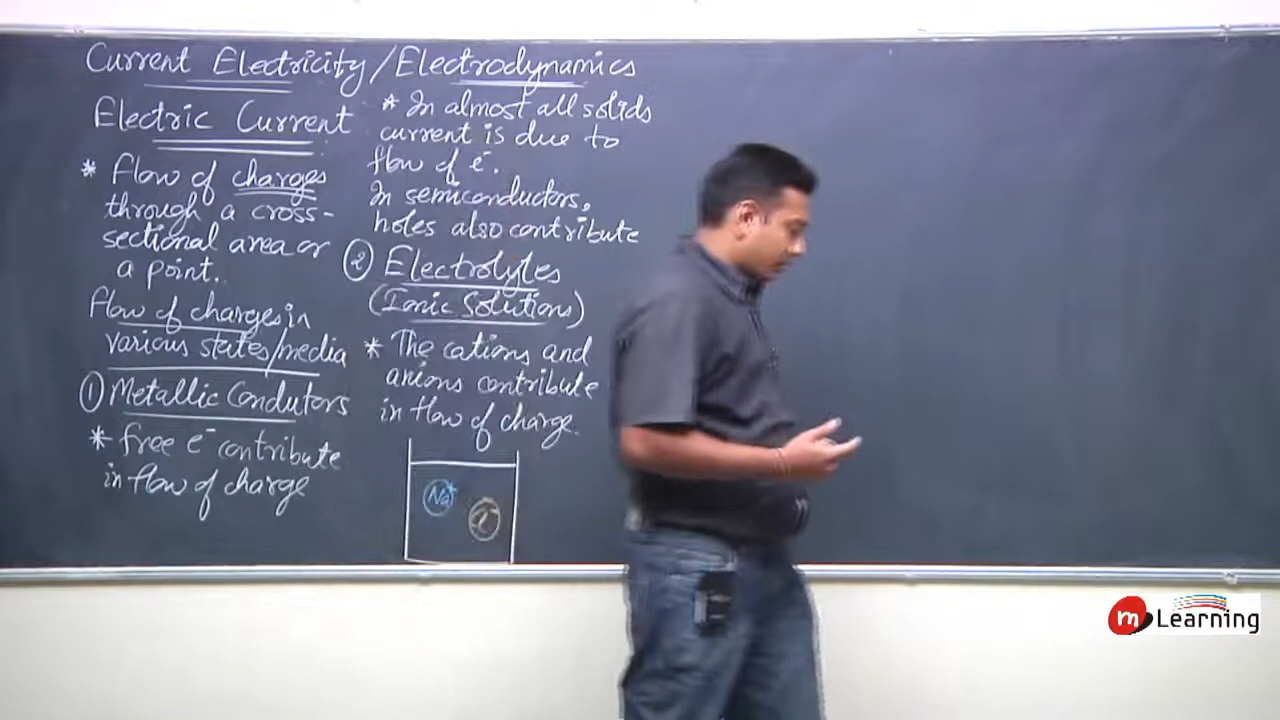 Current Electricity/Electrodynamics
Electric Current
* Flow of charges
through a cross-
sectional area or
a point.
Flow of charges in
various states/media
① Metallic Condutors
* free e⁻ contribute
in flow of charge
* In almost all solids
current is due to
flow of e⁻.
In semiconductors,
holes also contribute
② Electrolytes
(Ionic Solutions)
* The cations and
anions contribute
in flow of charge.
Na⁺
m Learning